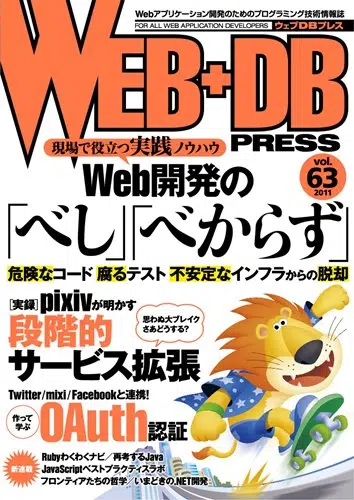 Webアプリケーション開発のためのプログラミング技術情報誌
FOR ALL WEB APPLICATION DEVELOPERS ウェブDBプレス
WEB+DB
PRESS
vol.
63
2011
現場で役立つ実践ノウハウ
Web開発の
「べし」「べからず」
危険なコード 腐るテスト 不安定なインフラからの脱却
[実録]pixivが明かす
段階的
サービス拡張
思わぬ大ブレイク
さあどうする?
Twitter/mixi/Facebookと連携!
作って
学ぶ
OAuth認証
新連載
Rubyわくわくナビ/再考するJava
JavaScriptベストプラクティスラボ
フロンティアたちの哲学/いまどきの.NET開発